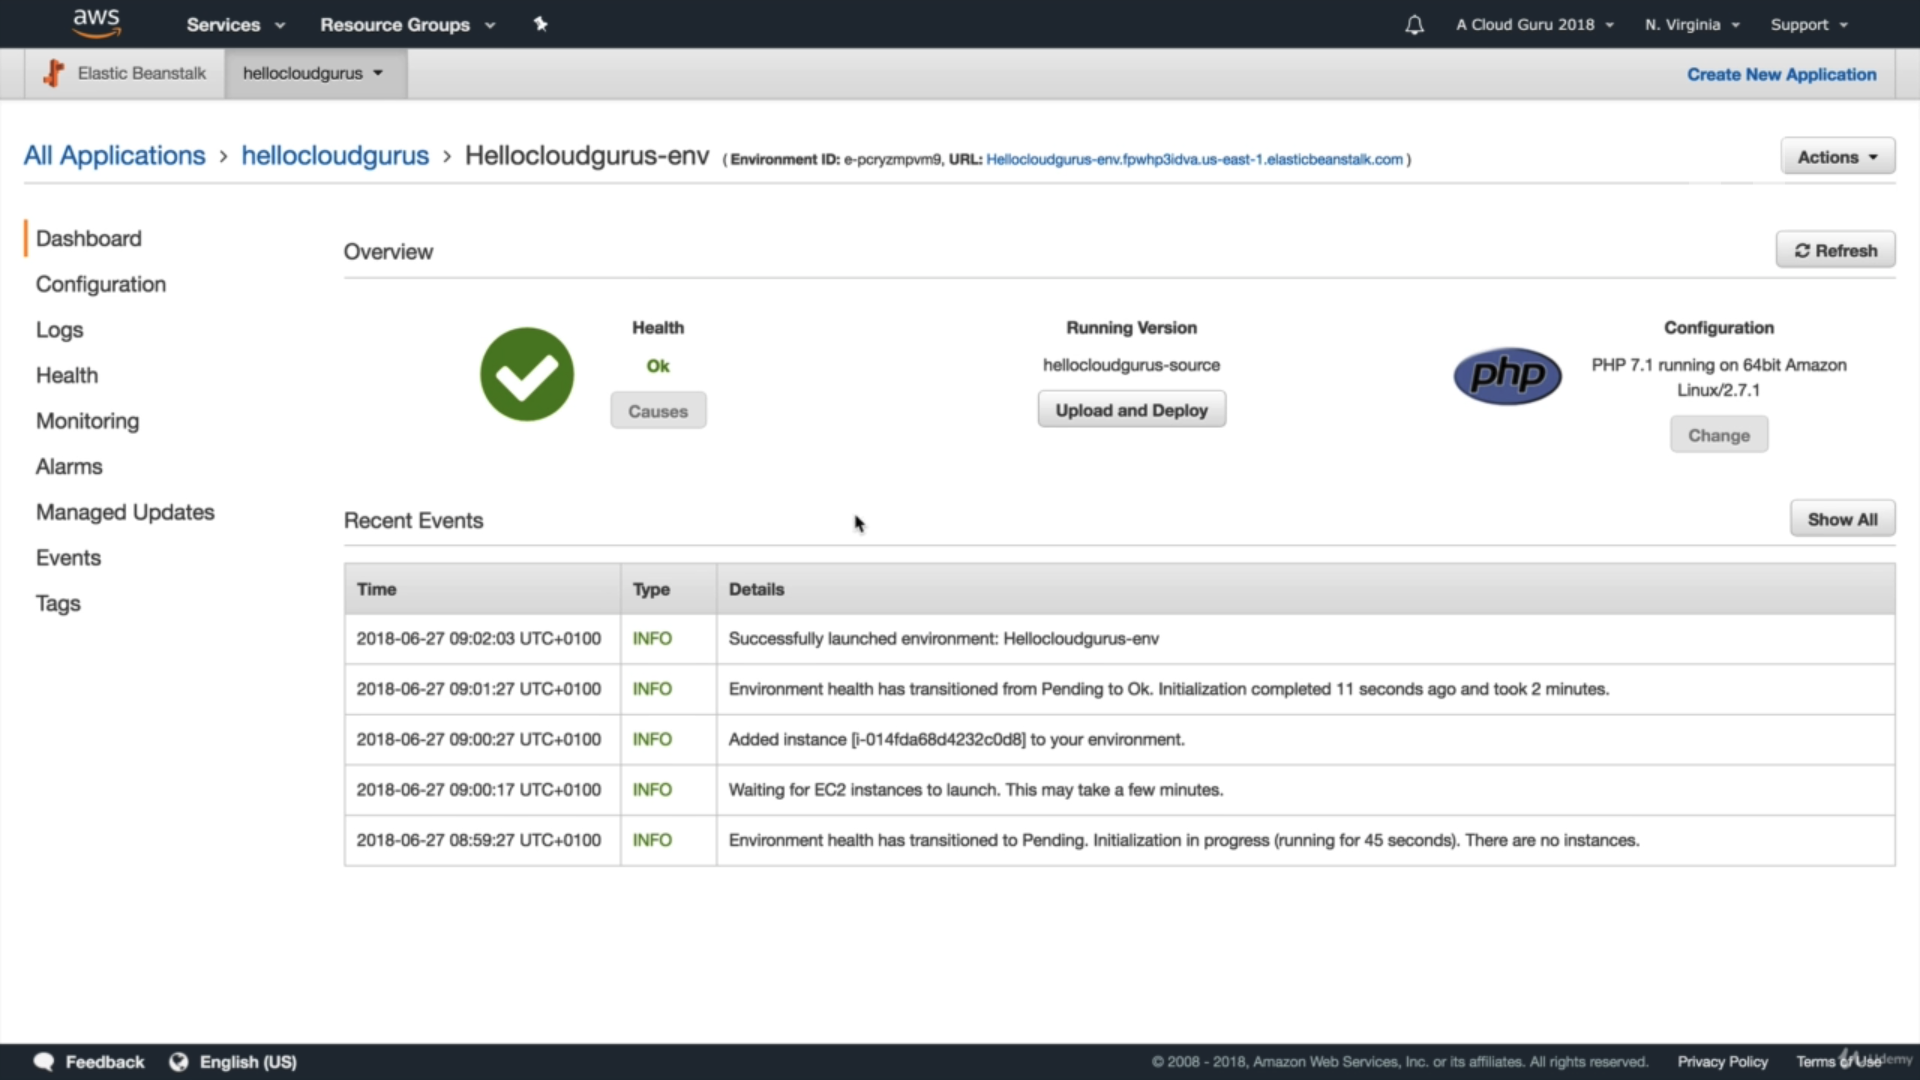 aws Services Resource Groups A Cloud Guru 2018 N. Virginia Support
Elastic Beanstalk hellocloudgurus Create New Application
All Applications › hellocloudgurus › Hellocloudgurus-env ( Environment ID: e-pcryzmpvm9, URL: Hellocloudgurus-env.fpwhp3idva.us-east-1.elasticbeanstalk.com ) Actions
Dashboard
Configuration
Logs
Health
Monitoring
Alarms
Managed Updates
Events
Tags
Overview Refresh
Health
Ok
Causes
Running Version
hellocloudgurus-source
Upload and Deploy
php
Configuration
PHP 7.1 running on 64bit Amazon
Linux/2.7.1
Change
Recent Events Show All
Time Type Details
2018-06-27 09:02:03 UTC+0100 INFO Successfully launched environment: Hellocloudgurus-env
2018-06-27 09:01:27 UTC+0100 INFO Environment health has transitioned from Pending to Ok. Initialization completed 11 seconds ago and took 2 minutes.
2018-06-27 09:00:27 UTC+0100 INFO Added instance [i-014fda68d4232c0d8] to your environment.
2018-06-27 09:00:17 UTC+0100 INFO Waiting for EC2 instances to launch. This may take a few minutes.
2018-06-27 08:59:27 UTC+0100 INFO Environment health has transitioned to Pending. Initialization in progress (running for 45 seconds). There are no instances.
Feedback English (US) © 2008 - 2018, Amazon Web Services, Inc. or its affiliates. All rights reserved. Privacy Policy Terms of Use
Udemy